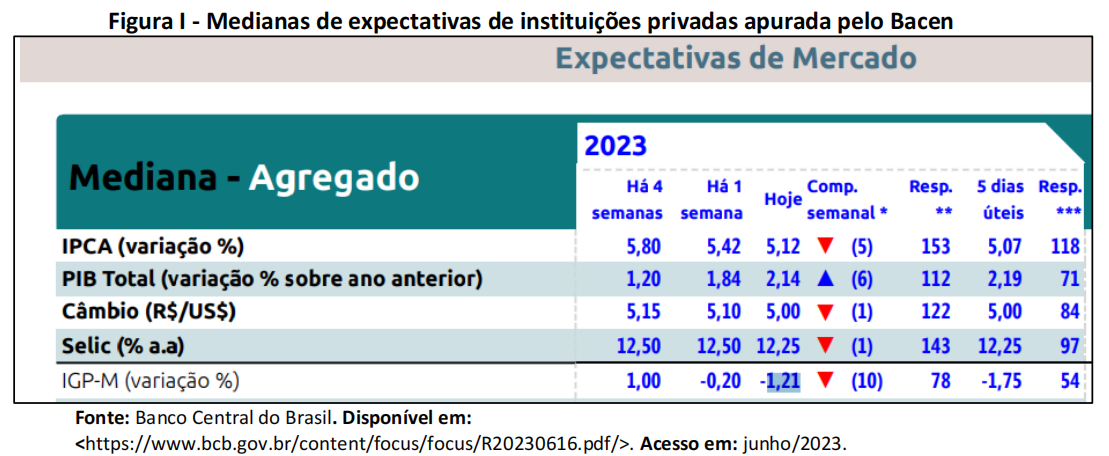 Figura I - Medianas de expectativas de instituições privadas apurada pelo Bacen
Expectativas de Mercado
Mediana - Agregado
2023
Há 4 semanas Há 1 semana Hoje Comp. semanal * Resp. ** 5 dias úteis Resp. ***
IPCA (variação %) 5,80 5,42 5,12 ▼ (5) 153 5,07 118
PIB Total (variação % sobre ano anterior) 1,20 1,84 2,14 ▲ (6) 112 2,19 71
Câmbio (R$/US$) 5,15 5,10 5,00 ▼ (1) 122 5,00 84
Selic (% a.a) 12,50 12,50 12,25 ▼ (1) 143 12,25 97
IGP-M (variação %) 1,00 -0,20 -1,21 ▼ (10) 78 -1,75 54
Fonte: Banco Central do Brasil. Disponível em:
<https://www.bcb.gov.br/content/focus/focus/R20230616.pdf/>. Acesso em: junho/2023.